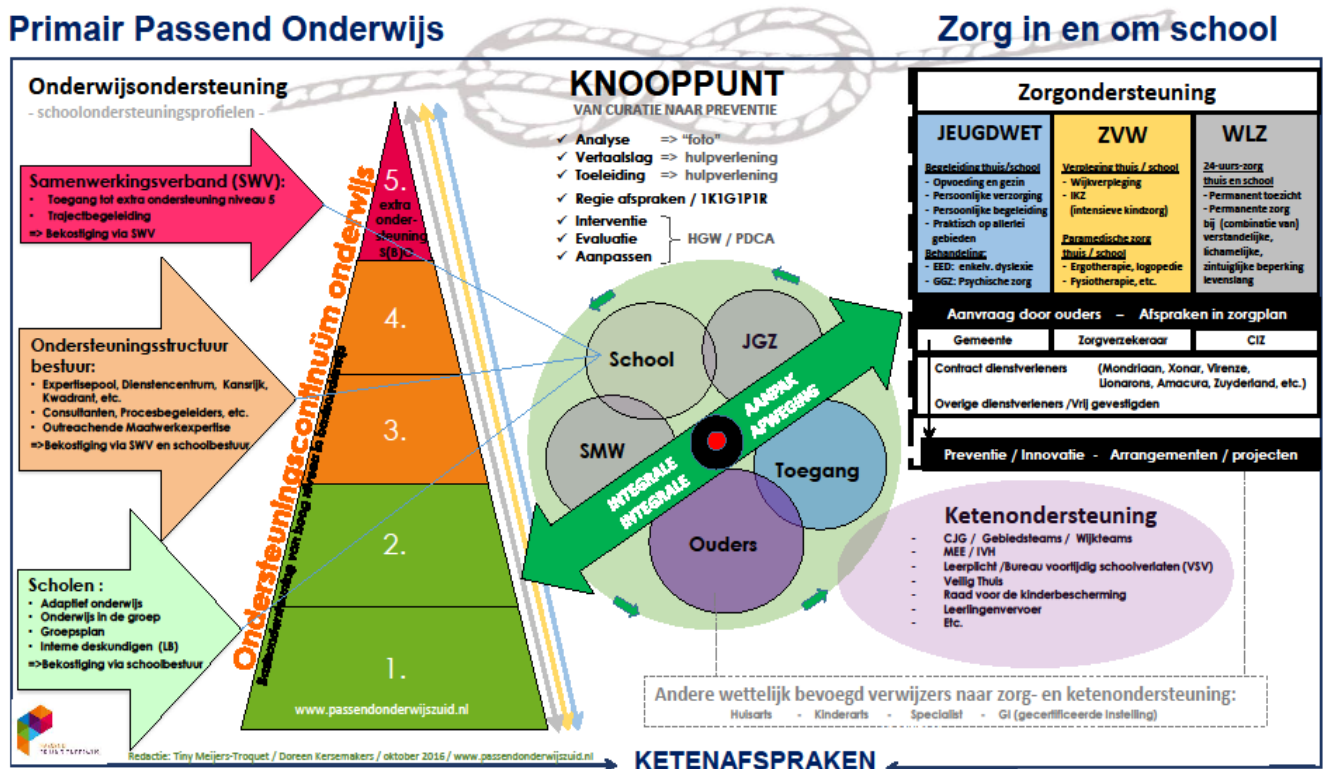 Primair Passend Onderwijs
Zorg in en om school
Onderwijsondersteuning
- schoolondersteuningsprofielen -
Samenwerkingsverband (SWV):
• Toegang tot extra ondersteuning niveau 5
• Trajectbegeleiding
=> Bekostiging via SWV
Ondersteuningsstructuur
bestuur:
• Expertisepool, Dienstencentrum, Kansrijk,
Kwadrant, etc.
• Consultanten, Procesbegeleiders, etc.
• Outreachende Maatwerkexpertise
=>Bekostiging via SWV en schoolbestuur
Scholen :
• Adaptief onderwijs
• Onderwijs in de groep
• Groepsplan
• Interne deskundigen (LB)
=>Bekostiging via schoolbestuur
Ondersteuningscontinuüm onderwijs
Basisondersteuning van hoog niveau in basisonderwijs
5.
extra
onder-
steuning
S(B)O
4.
3.
2.
1.
www.passendonderwijszuid.nl
KNOOPPUNT
VAN CURATIE NAAR PREVENTIE
✓ Analyse => "foto"
✓ Vertaalslag => hulpverlening
✓ Toeleiding => hulpverlening
✓ Regie afspraken / 1K1G1P1R
✓ Interventie
✓ Evaluatie
✓ Aanpassen
HGW / PDCA
School
JGZ
SMW
Toegang
Ouders
INTEGRALE AANPAK
INTEGRALE AFWEGING
Zorgondersteuning
JEUGDWET
Begeleiding thuis/school
- Opvoeding en gezin
- Persoonlijke verzorging
- Persoonlijke begeleiding
- Praktisch op allerlei
gebieden
Behandeling:
- EED: enkelv. dyslexie
- GGZ: Psychische zorg
ZVW
Verpleging thuis / school
- Wijkverpleging
- IKZ
(intensieve kindzorg)
Paramedische zorg
thuis / school
- Ergotherapie, logopedie
- Fysiotherapie, etc.
WLZ
24-uurs-zorg
thuis en school
- Permanent toezicht
- Permanente zorg
bij (combinatie van)
verstandelijke,
lichamelijke,
zintuiglijke beperking
levenslang
Aanvraag door ouders – Afspraken in zorgplan
Gemeente
Zorgverzekeraar
CIZ
Contract dienstverleners (Mondriaan, Xonar, Virenze,
Lionarons, Amacura, Zuyderland, etc.)
Overige dienstverleners /Vrij gevestigden
Preventie / Innovatie - Arrangementen / projecten
Ketenondersteuning
- CJG / Gebiedsteams / Wijkteams
- MEE / IVH
- Leerplicht /Bureau voortijdig schoolverlaten (VSV)
- Veilig Thuis
- Raad voor de kinderbescherming
- Leerlingenvervoer
- Etc.
Andere wettelijk bevoegd verwijzers naar zorg- en ketenondersteuning:
Huisarts - Kinderarts - Specialist - GI (gecertificeerde instelling)
Redactie: Tiny Meijers-Troquet / Doreen Kersemakers / oktober 2016 / www.passendonderwijszuid.nl
KETENAFSPRAKEN